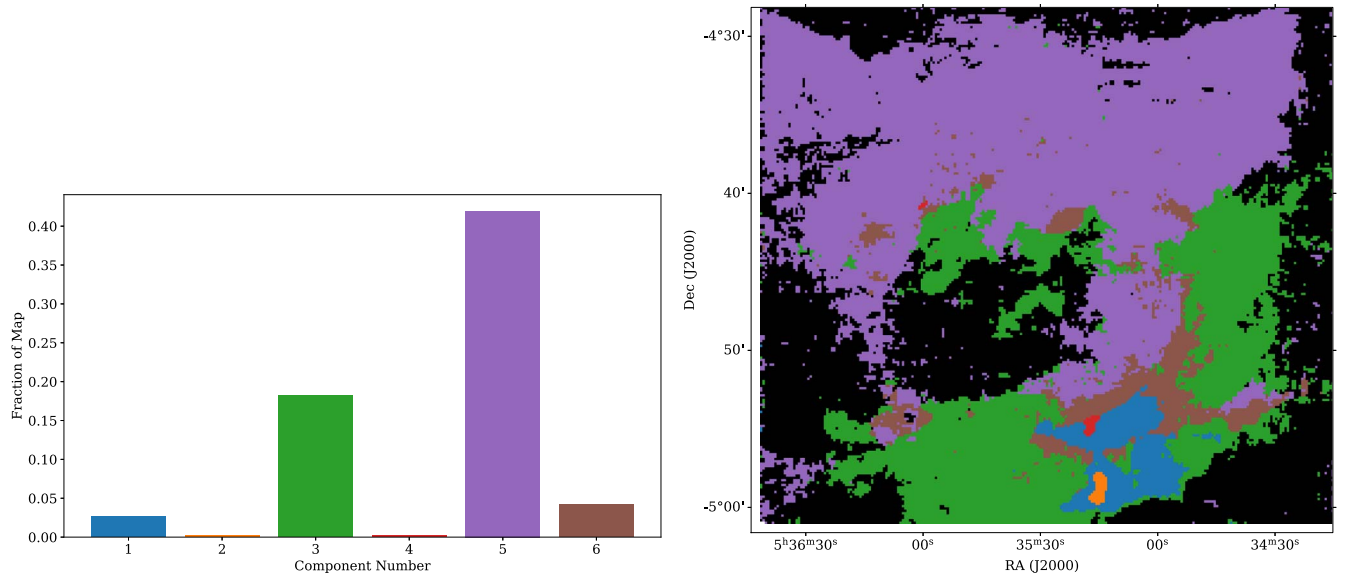 0.40
0.35
0.30
0.25
0.20
0.15
0.10
0.05
0.00
Fraction of Map
1 2 3 4 5 6
Component Number
-4°30'
40'
50'
-5°00'
Dec (J2000)
5ʰ36ᵐ30ˢ 00ˢ 35ᵐ30ˢ 00ˢ 34ᵐ30ˢ
RA (J2000)